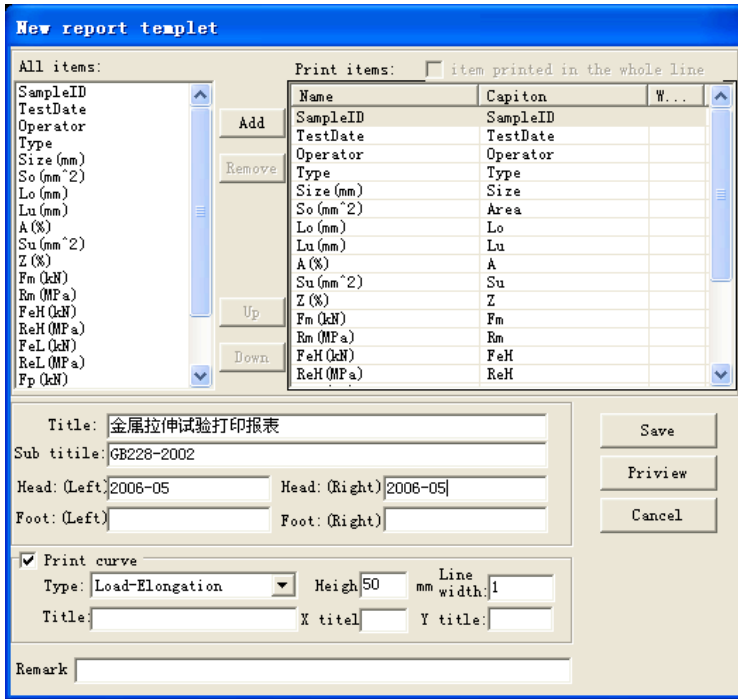 New report templet
All items:
Print items:
item printed in the whole line
SampleID
TestDate
Operator
Type
Size(mm)
So(mm^2)
Lo(mm)
Lu(mm)
A(%)
Su(mm^2)
Z(%)
Fm(kN)
Rm(MPa)
FeH(kN)
ReH(MPa)
FeL(kN)
ReL(MPa)
Fp(kN)
Add
Remove
Up
Down
Name Capiton W...
SampleID SampleID
TestDate TestDate
Operator Operator
Type Type
Size(mm) Size
So(mm^2) Area
Lo(mm) Lo
Lu(mm) Lu
A(%) A
Su(mm^2) Su
Z(%) Z
Fm(kN) Fm
Rm(MPa) Rm
FeH(kN) FeH
ReH(MPa) ReH
Title: 金属拉伸试验打印报表
Sub titile: GB228-2002
Head: (Left) 2006-05 Head: (Right) 2006-05
Foot: (Left) Foot: (Right)
Save
Priview
Cancel
Print curve
Type: Load-Elongation Heigh 50 mm Line width: 1
Title: X titel Y title:
Remark